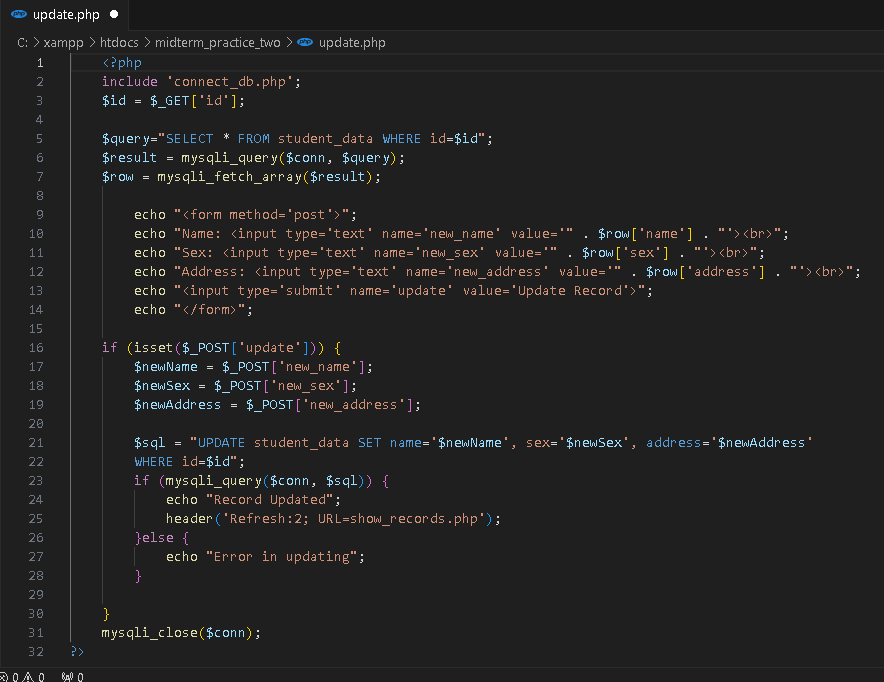 php update.php
C: > xampp > htdocs > midterm_practice_two > php update.php
1 <?php
2 include 'connect_db.php';
3 $id = $_GET['id'];
4
5 $query="SELECT * FROM student_data WHERE id=$id";
6 $result = mysqli_query($conn, $query);
7 $row = mysqli_fetch_array($result);
8
9 echo "<form method='post'>";
10 echo "Name: <input type='text' name='new_name' value='" . $row['name'] . "'><br>";
11 echo "Sex: <input type='text' name='new_sex' value='" . $row['sex'] . "'><br>";
12 echo "Address: <input type='text' name='new_address' value='" . $row['address'] . "'><br>";
13 echo "<input type='submit' name='update' value='Update Record'>";
14 echo "</form>";
15
16 if (isset($_POST['update'])) {
17 $newName = $_POST['new_name'];
18 $newSex = $_POST['new_sex'];
19 $newAddress = $_POST['new_address'];
20
21 $sql = "UPDATE student_data SET name='$newName', sex='$newSex', address='$newAddress'
22 WHERE id=$id";
23 if (mysqli_query($conn, $sql)) {
24 echo "Record Updated";
25 header('Refresh:2; URL=show_records.php');
26 }else {
27 echo "Error in updating";
28 }
29
30 }
31 mysqli_close($conn);
32 ?>
0 0 0